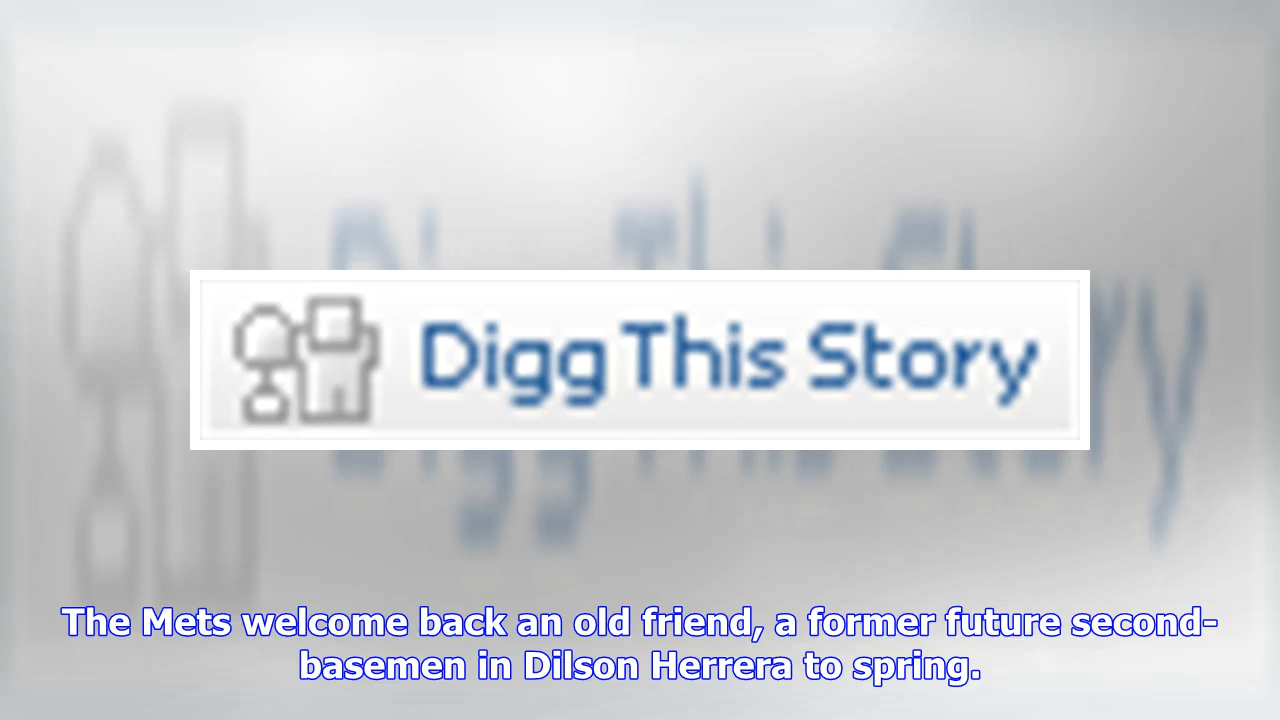 Digg This Story
The Mets welcome back an old friend, a former future second-
basemen in Dilson Herrera to spring.